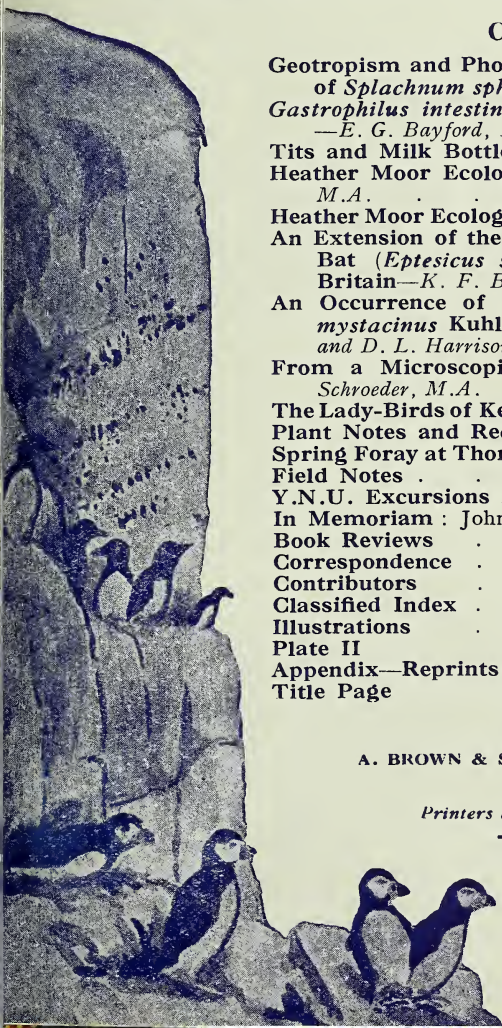 C
Geotropism and Pho
of Splachnum sph
Gastrophilus intestin
—E. G. Bayford,
Tits and Milk Bottle
Heather Moor Ecolo
M.A. . .
Heather Moor Ecolog
An Extension of the
Bat (Eptesicus s
Britain—K. F. B
An Occurrence of
mystacinus Kuhl
and D. L. Harriso
From a Microscopi
Schroeder, M.A.
The Lady-Birds of Ke
Plant Notes and Rec
Spring Foray at Thor
Field Notes . .
Y.N.U. Excursions
In Memoriam : John
Book Reviews .
Correspondence .
Contributors .
Classified Index .
Illustrations .
Plate II
Appendix—Reprints
Title Page
A. BROWN & S
Printers